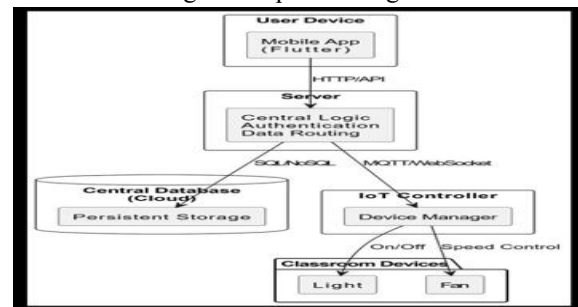 User Device
Mobile App
(Flutter)
HTTP/API
Server
Central Logic
Authentication
Data Routing
SQL/NoSQL
MQTT/WebSocket
Central Database
(Cloud)
Persistent Storage
IoT Controller
Device Manager
On/Off
Speed Control
Classroom Devices
Light
Fan